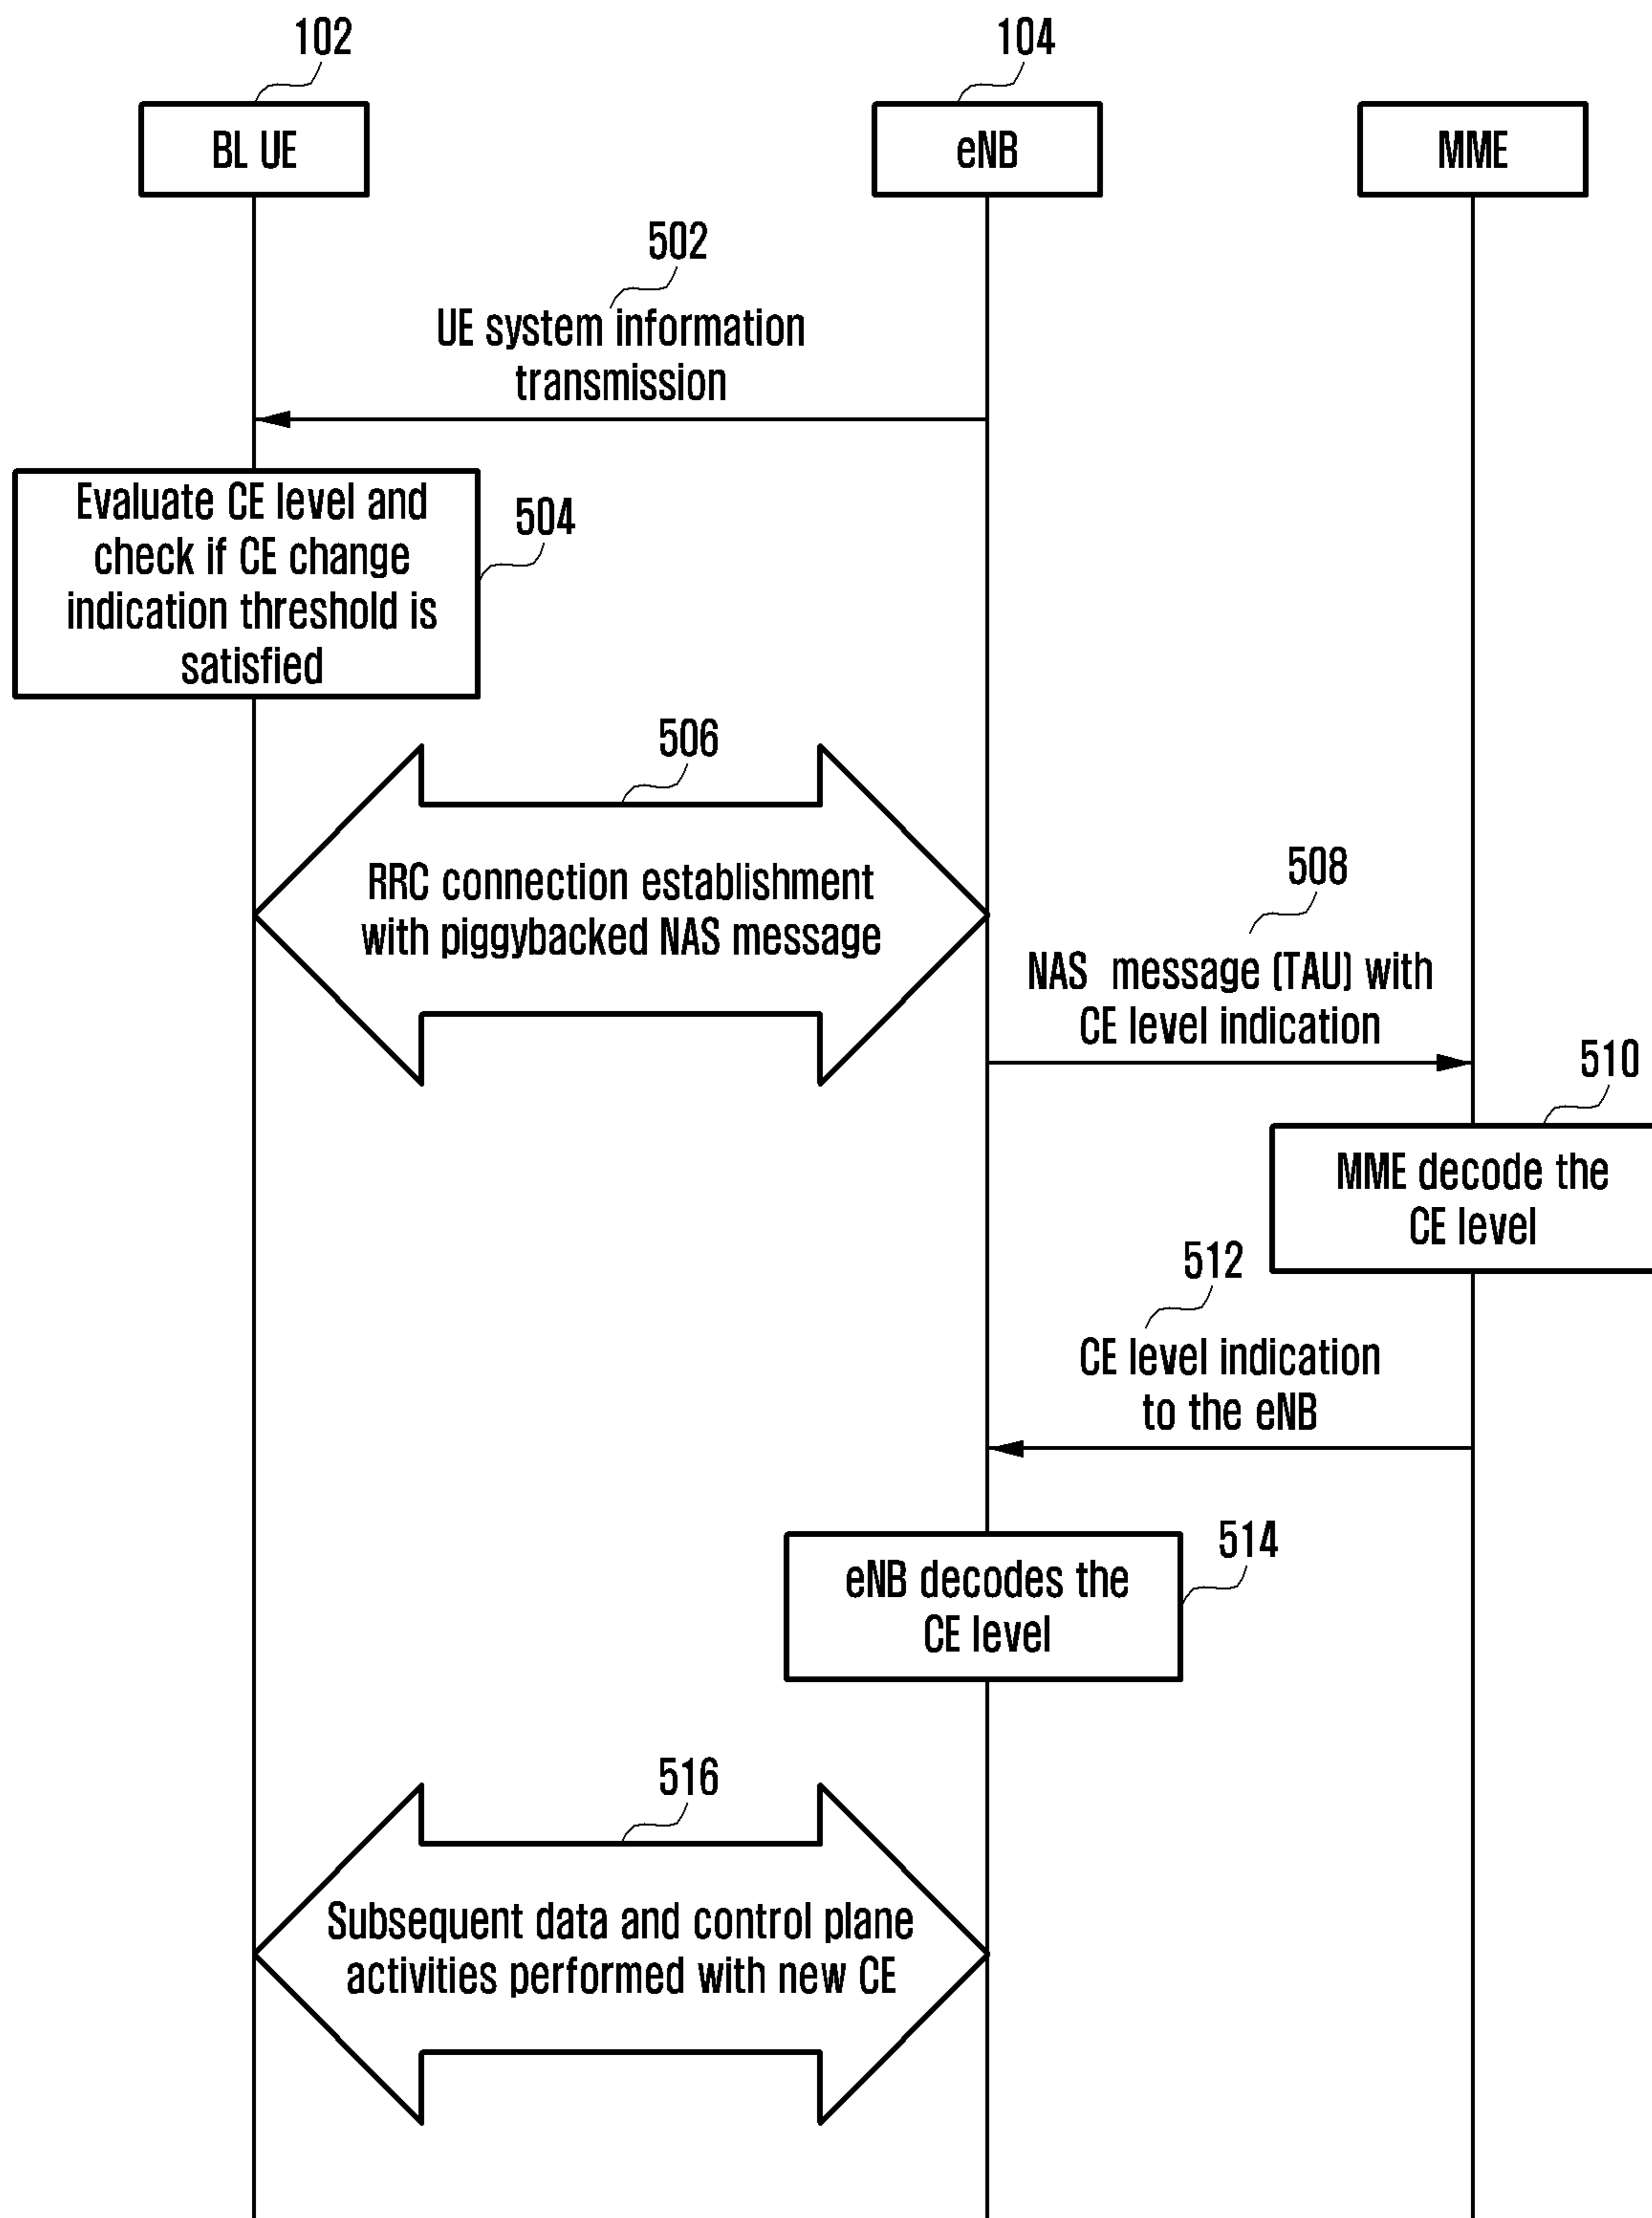 102
104
BL UE
eNB
MME
502
UE system information
transmission
Evaluate CE level and
check if CE change
indication threshold is
satisfied
504
506
RRC connection establishment
with piggybacked NAS message
508
NAS message (TAU) with
CE level indication
510
MME decode the
CE level
512
CE level indication
to the eNB
514
eNB decodes the
CE level
516
Subsequent data and control plane
activities performed with new CE